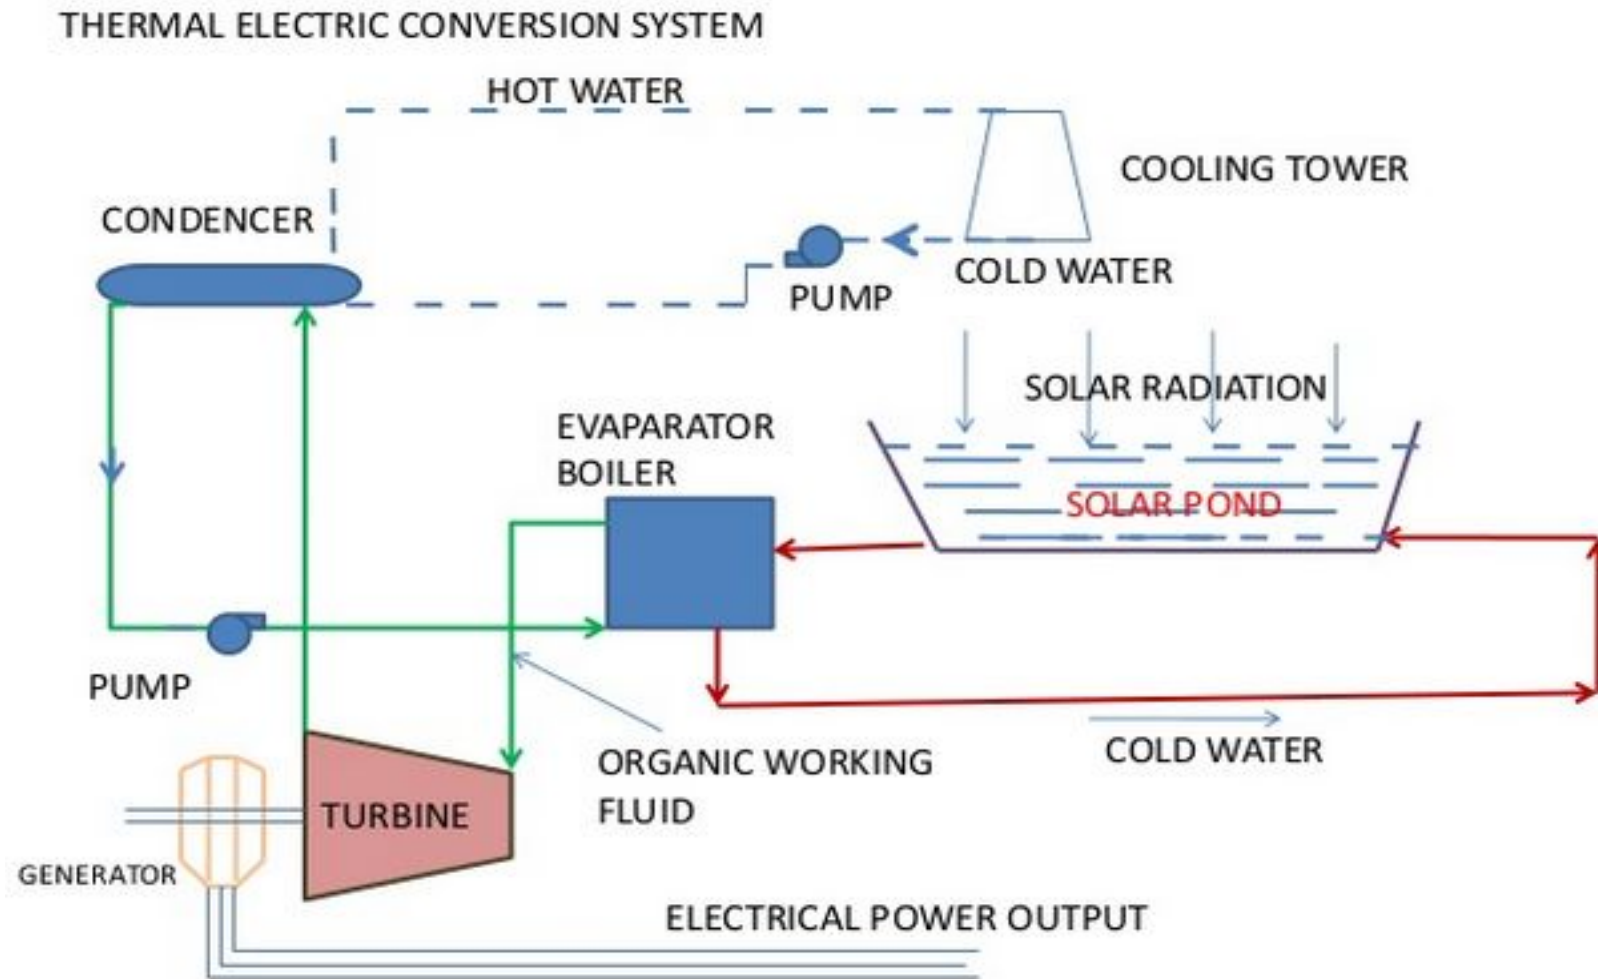 THERMAL ELECTRIC CONVERSION SYSTEM
HOT WATER
COOLING TOWER
CONDENCER
COLD WATER
PUMP
SOLAR RADIATION
EVAPARATOR
BOILER
SOLAR POND
PUMP
COLD WATER
ORGANIC WORKING
FLUID
TURBINE
GENERATOR
ELECTRICAL POWER OUTPUT